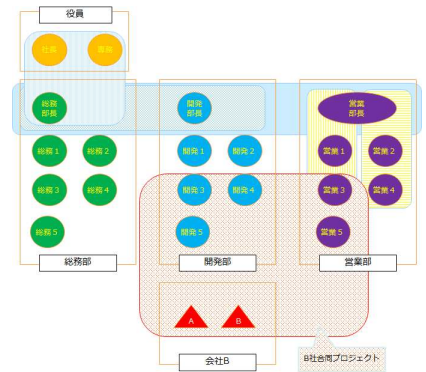 役員
社長
総務
部長
開発
部長
営業
部長
総務1
総務2
開発1
開発2
営業1
営業2
総務3
総務4
開発3
開発4
営業3
営業4
総務5
開発5
営業5
総務部
開発部
営業部
A
B
会社B
B社合同プロジェクト